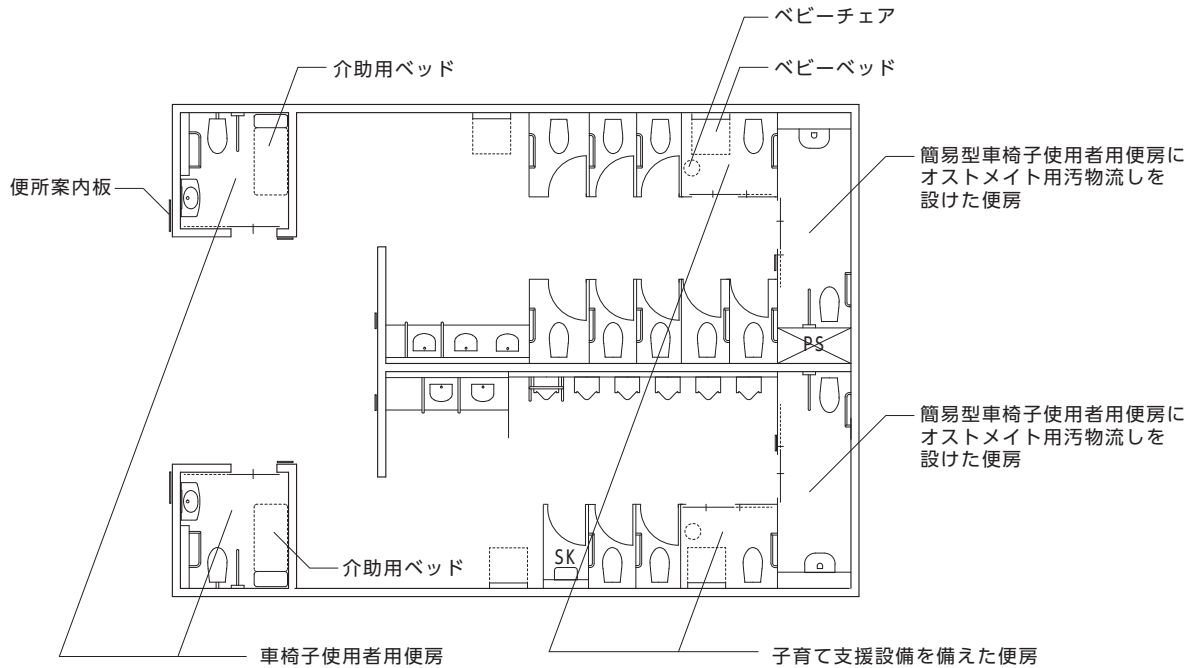 ベビーチェア
介助用ベッド
ベビーベッド
便所案内板
簡易型車椅子使用者用便房に
オストメイト用汚物流しを
設けた便房
PS
簡易型車椅子使用者用便房に
オストメイト用汚物流しを
設けた便房
SK
介助用ベッド
車椅子使用者用便房
子育て支援設備を備えた便房